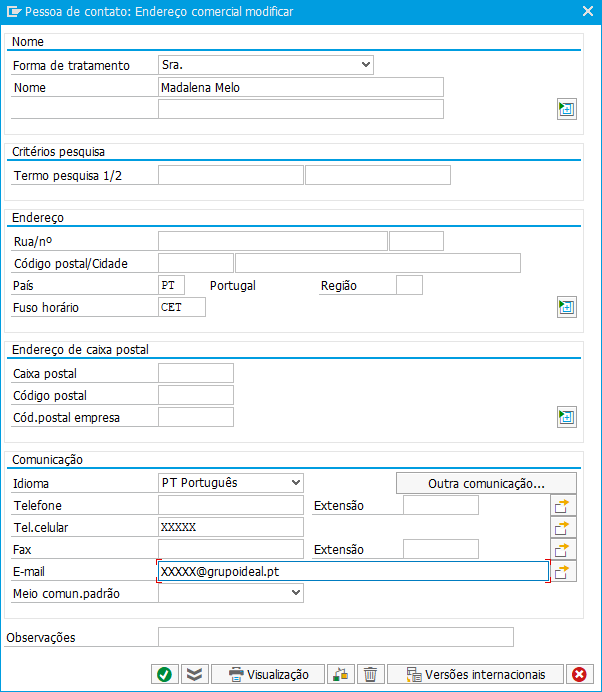 Pessoa de contato: Endereço comercial modificar
Nome
Forma de tratamento Sra.
Nome Madalena Melo
Critérios pesquisa
Termo pesquisa 1/2
Endereço
Rua/nº
Código postal/Cidade
País PT Portugal Região
Fuso horário CET
Endereço de caixa postal
Caixa postal
Código postal
Cód.postal empresa
Comunicação
Idioma PT Português Outra comunicação...
Telefone Extensão
Tel.celular XXXXX
Fax Extensão
E-mail XXXXX@grupoideal.pt
Meio comun.padrão
Observações
Visualização Versões internacionais